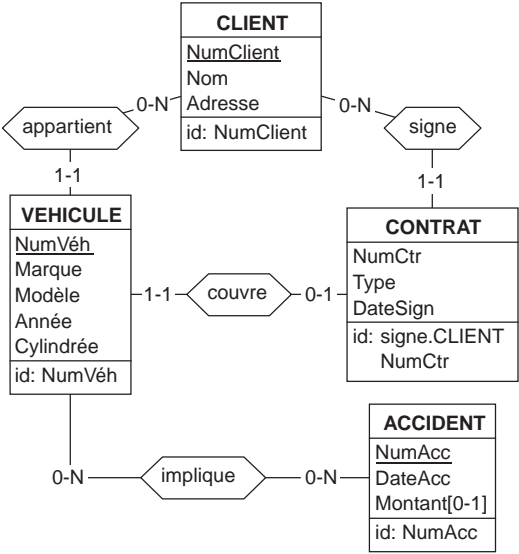 CLIENT
NumClient
Nom
Adresse
id: NumClient
0-N
0-N
appartient
signe
1-1
1-1
VEHICULE
NumVéh
Marque
Modèle
Année
Cylindrée
id: NumVéh
1-1
couvre
0-1
CONTRAT
NumCtr
Type
DateSign
id: signe.CLIENT
NumCtr
0-N
implique
0-N
ACCIDENT
NumAcc
DateAcc
Montant[0-1]
id: NumAcc